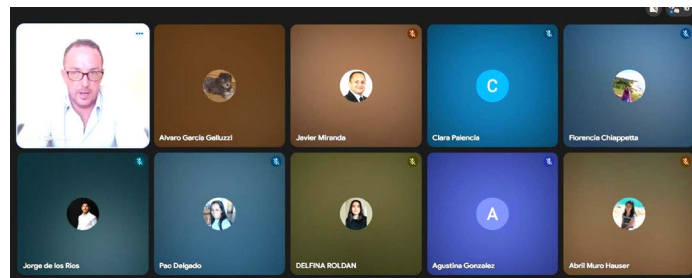 Alvaro Garcia Galluzzi
Javier Miranda
C
Clara Palencia
Florencia Chiappetta
Jorge de los Rios
Pao Delgado
DELFINA ROLDAN
A
Agustina Gonzalez
Abril Muro Hauser